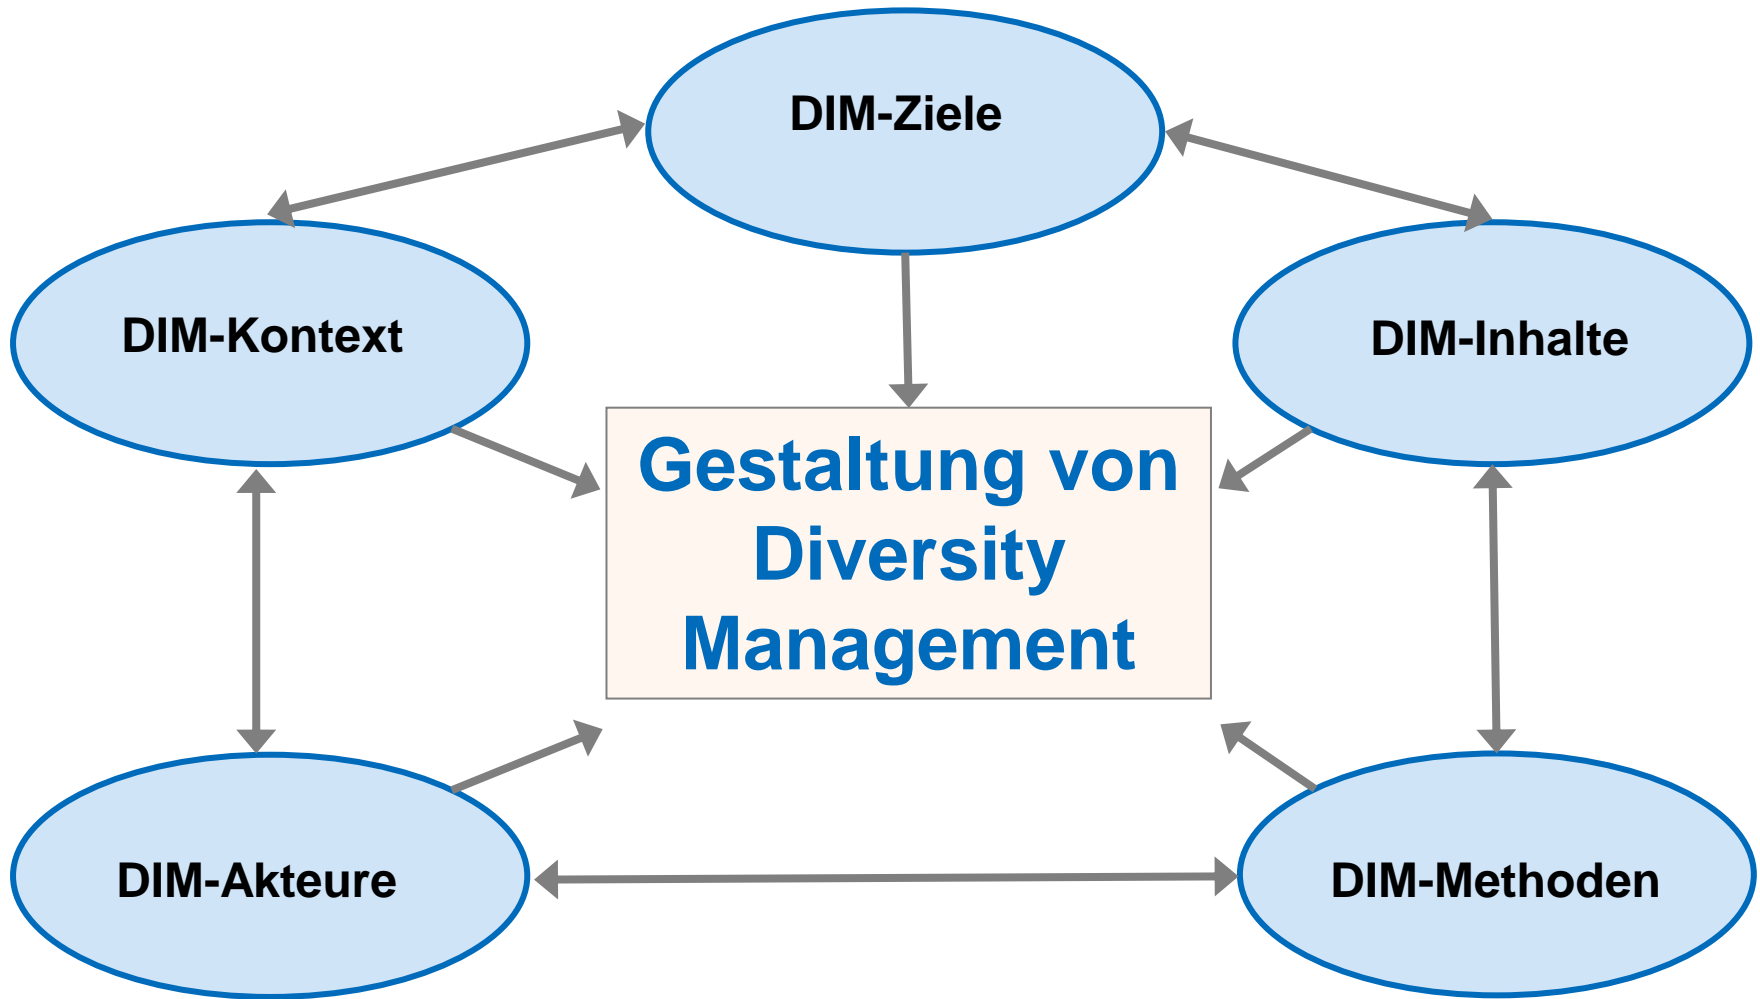 DIM-Ziele
DIM-Kontext
DIM-Inhalte
Gestaltung von
Diversity
Management
DIM-Akteure
DIM-Methoden